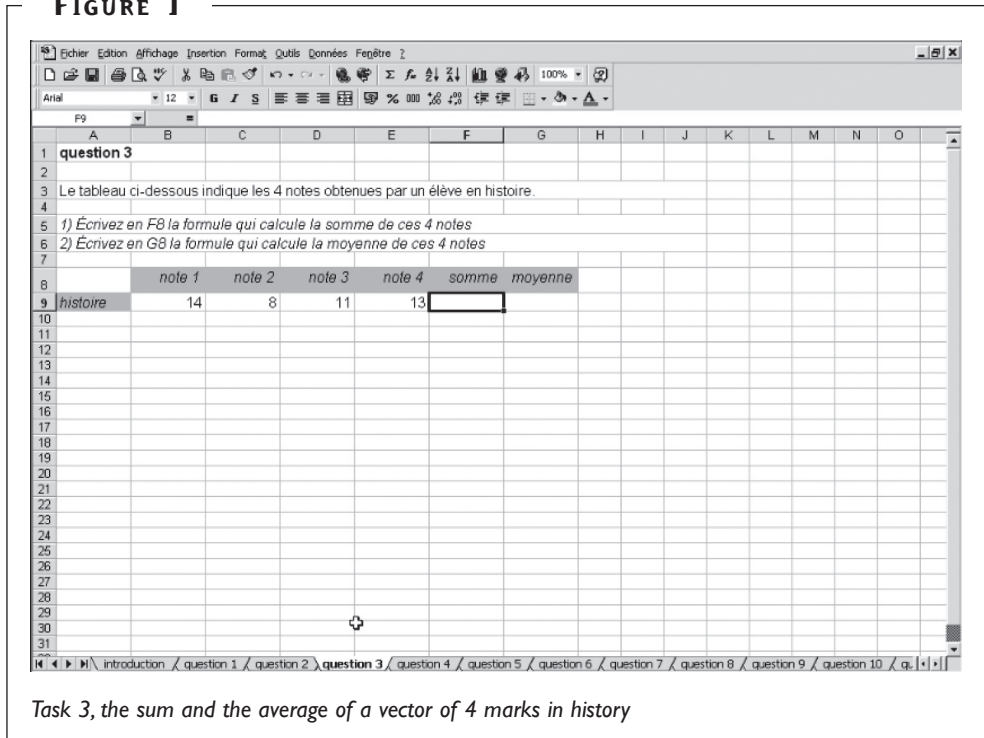 FIGURE 1
Fichier Edition Affichage Insertion Format Outils Données Fenêtre ?
100%
Arial 12 G I S
F9 =
A B C D E F G H I J K L M N O
1 question 3
2
3 Le tableau ci-dessous indique les 4 notes obtenues par un élève en histoire.
4
5 1) Écrivez en F8 la formule qui calcule la somme de ces 4 notes
6 2) Écrivez en G8 la formule qui calcule la moyenne de ces 4 notes
7
8 note 1 note 2 note 3 note 4 somme moyenne
9 histoire 14 8 11 13
10
11
12
13
14
15
16
17
18
19
20
21
22
23
24
25
26
27
28
29
30
31
introduction / question 1 / question 2 \ question 3 / question 4 / question 5 / question 6 / question 7 / question 8 / question 9 / question 10 /
Task 3, the sum and the average of a vector of 4 marks in history